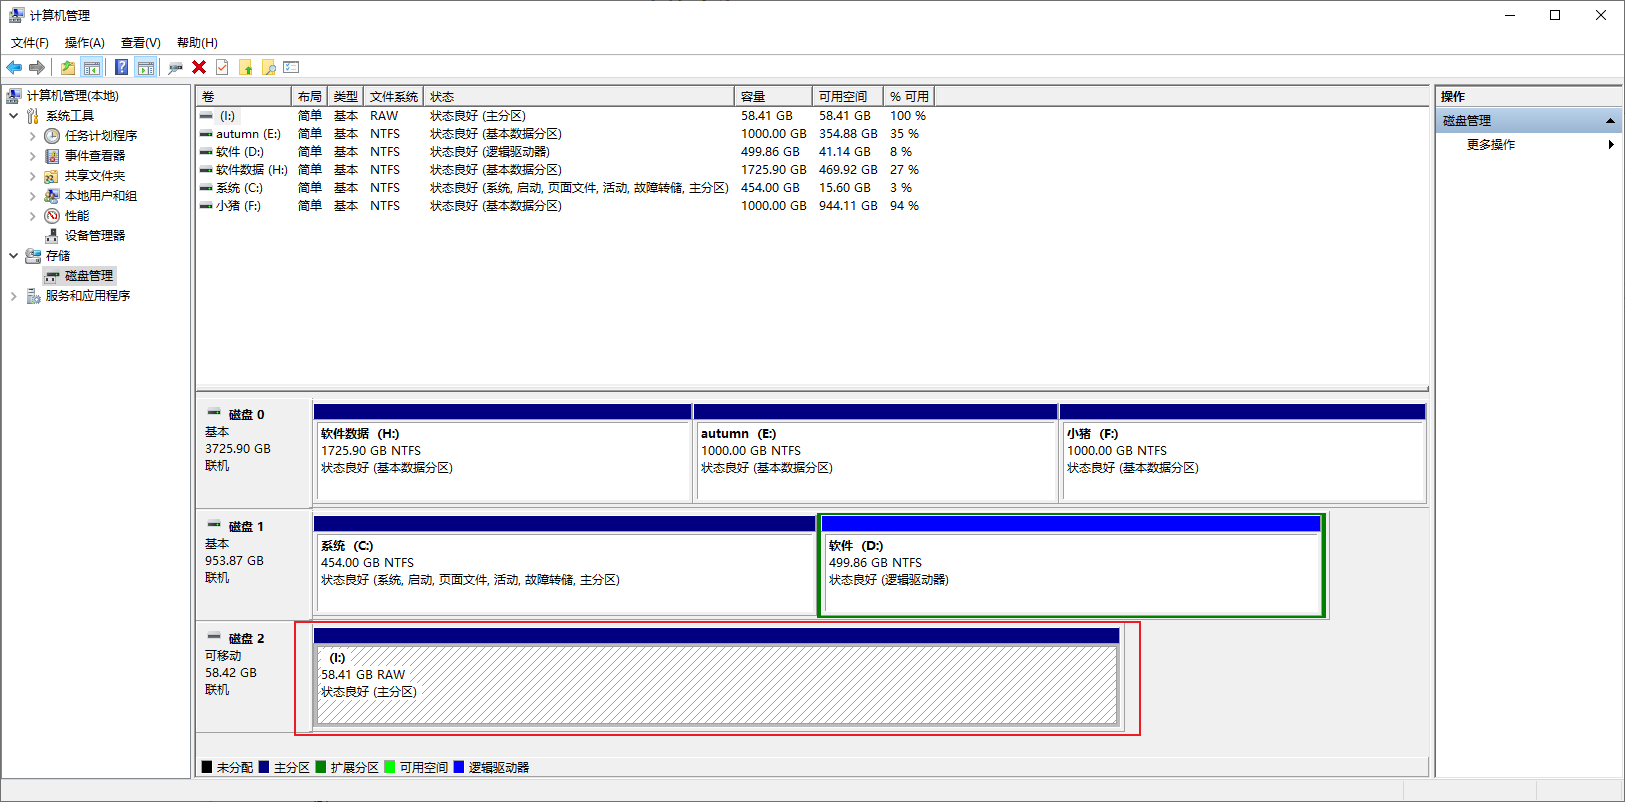 计算机管理
文件(F) 操作(A) 查看(V) 帮助(H)
计算机管理(本地)
系统工具
任务计划程序
事件查看器
共享文件夹
本地用户和组
性能
设备管理器
存储
磁盘管理
服务和应用程序
卷 布局 类型 文件系统 状态 容量 可用空间 % 可用
(I:) 简单 基本 RAW 状态良好 (主分区) 58.41 GB 58.41 GB 100 %
autumn (E:) 简单 基本 NTFS 状态良好 (基本数据分区) 1000.00 GB 354.88 GB 35 %
软件 (D:) 简单 基本 NTFS 状态良好 (逻辑驱动器) 499.86 GB 41.14 GB 8 %
软件数据 (H:) 简单 基本 NTFS 状态良好 (基本数据分区) 1725.90 GB 469.92 GB 27 %
系统 (C:) 简单 基本 NTFS 状态良好 (系统, 启动, 页面文件, 活动, 故障转储, 主分区) 454.00 GB 15.60 GB 3 %
小猪 (F:) 简单 基本 NTFS 状态良好 (基本数据分区) 1000.00 GB 944.11 GB 94 %
磁盘 0
基本
3725.90 GB
联机
软件数据 (H:)
1725.90 GB NTFS
状态良好 (基本数据分区)
autumn (E:)
1000.00 GB NTFS
状态良好 (基本数据分区)
小猪 (F:)
1000.00 GB NTFS
状态良好 (基本数据分区)
磁盘 1
基本
953.87 GB
联机
系统 (C:)
454.00 GB NTFS
状态良好 (系统, 启动, 页面文件, 活动, 故障转储, 主分区)
软件 (D:)
499.86 GB NTFS
状态良好 (逻辑驱动器)
磁盘 2
可移动
58.42 GB
联机
(I:)
58.41 GB RAW
状态良好 (主分区)
未分配 主分区 扩展分区 可用空间 逻辑驱动器
操作
磁盘管理
更多操作